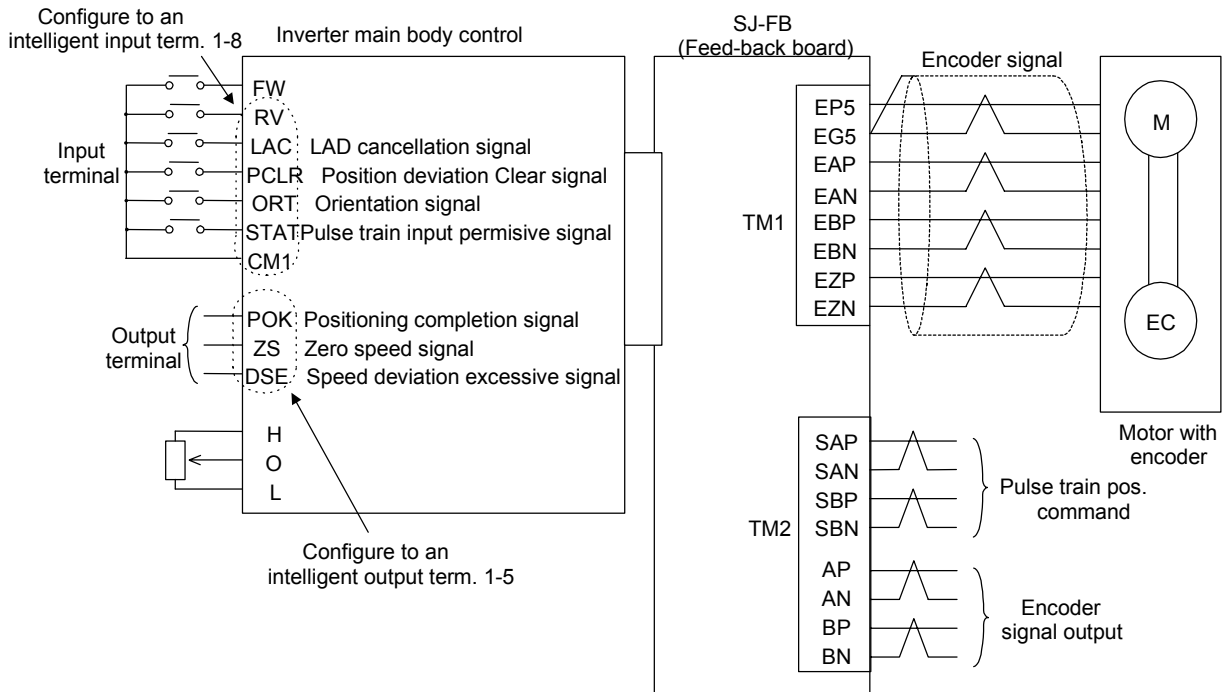 Configure to an
intelligent input term. 1-8
Inverter main body control
SJ-FB
(Feed-back board)
Encoder signal
Input
terminal
FW
RV
LAC LAD cancellation signal
PCLR Position deviation Clear signal
ORT Orientation signal
STAT Pulse train input permisive signal
CM1
Output
terminal
POK Positioning completion signal
ZS Zero speed signal
DSE Speed deviation excessive signal
H
O
L
Configure to an
intelligent output term. 1-5
TM1
EP5
EG5
EAP
EAN
EBP
EBN
EZP
EZN
M
EC
Motor with
encoder
TM2
SAP
SAN
SBP
SBN
Pulse train pos.
command
AP
AN
BP
BN
Encoder
signal output